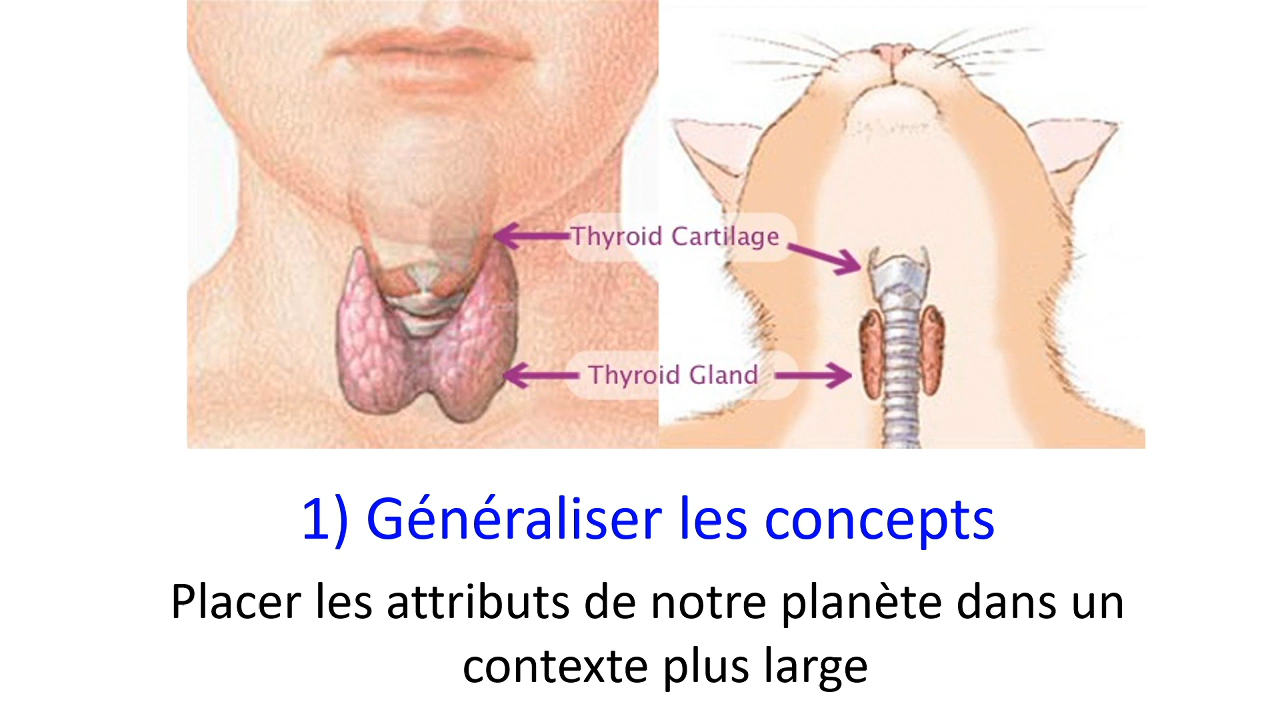 Thyroid Cartilage
Thyroid Gland
1) Généraliser les concepts
Placer les attributs de notre planète dans un
contexte plus large